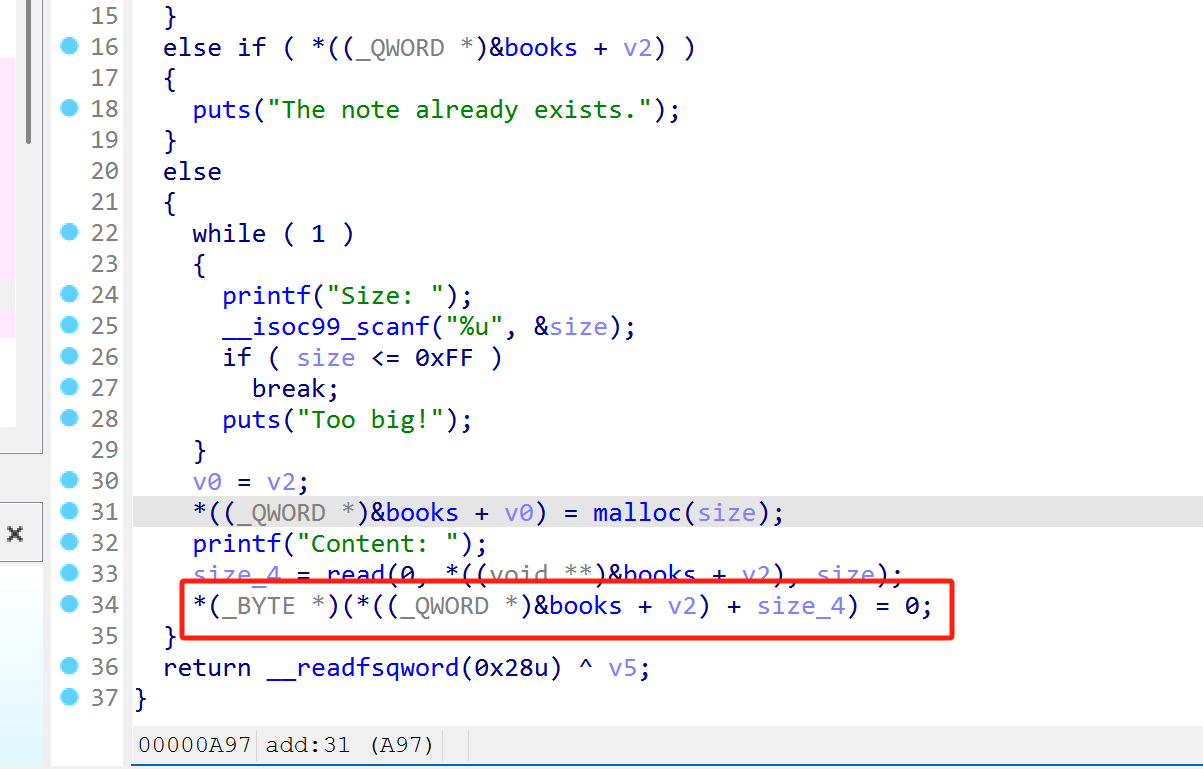 15 }
16 else if ( *((_QWORD *)&books + v2) )
17 {
18 puts("The note already exists.");
19 }
20 else
21 {
22 while ( 1 )
23 {
24 printf("Size: ");
25 __isoc99_scanf("%u", &size);
26 if ( size <= 0xFF )
27 break;
28 puts("Too big!");
29 }
30 v0 = v2;
31 *((_QWORD *)&books + v0) = malloc(size);
32 printf("Content: ");
33 size_4 = read(0, *((void **)&books + v2), size);
34 *(_BYTE *)(*((_QWORD *)&books + v2) + size_4) = 0;
35 }
36 return __readfsqword(0x28u) ^ v5;
37 }
00000A97 add:31 (A97)